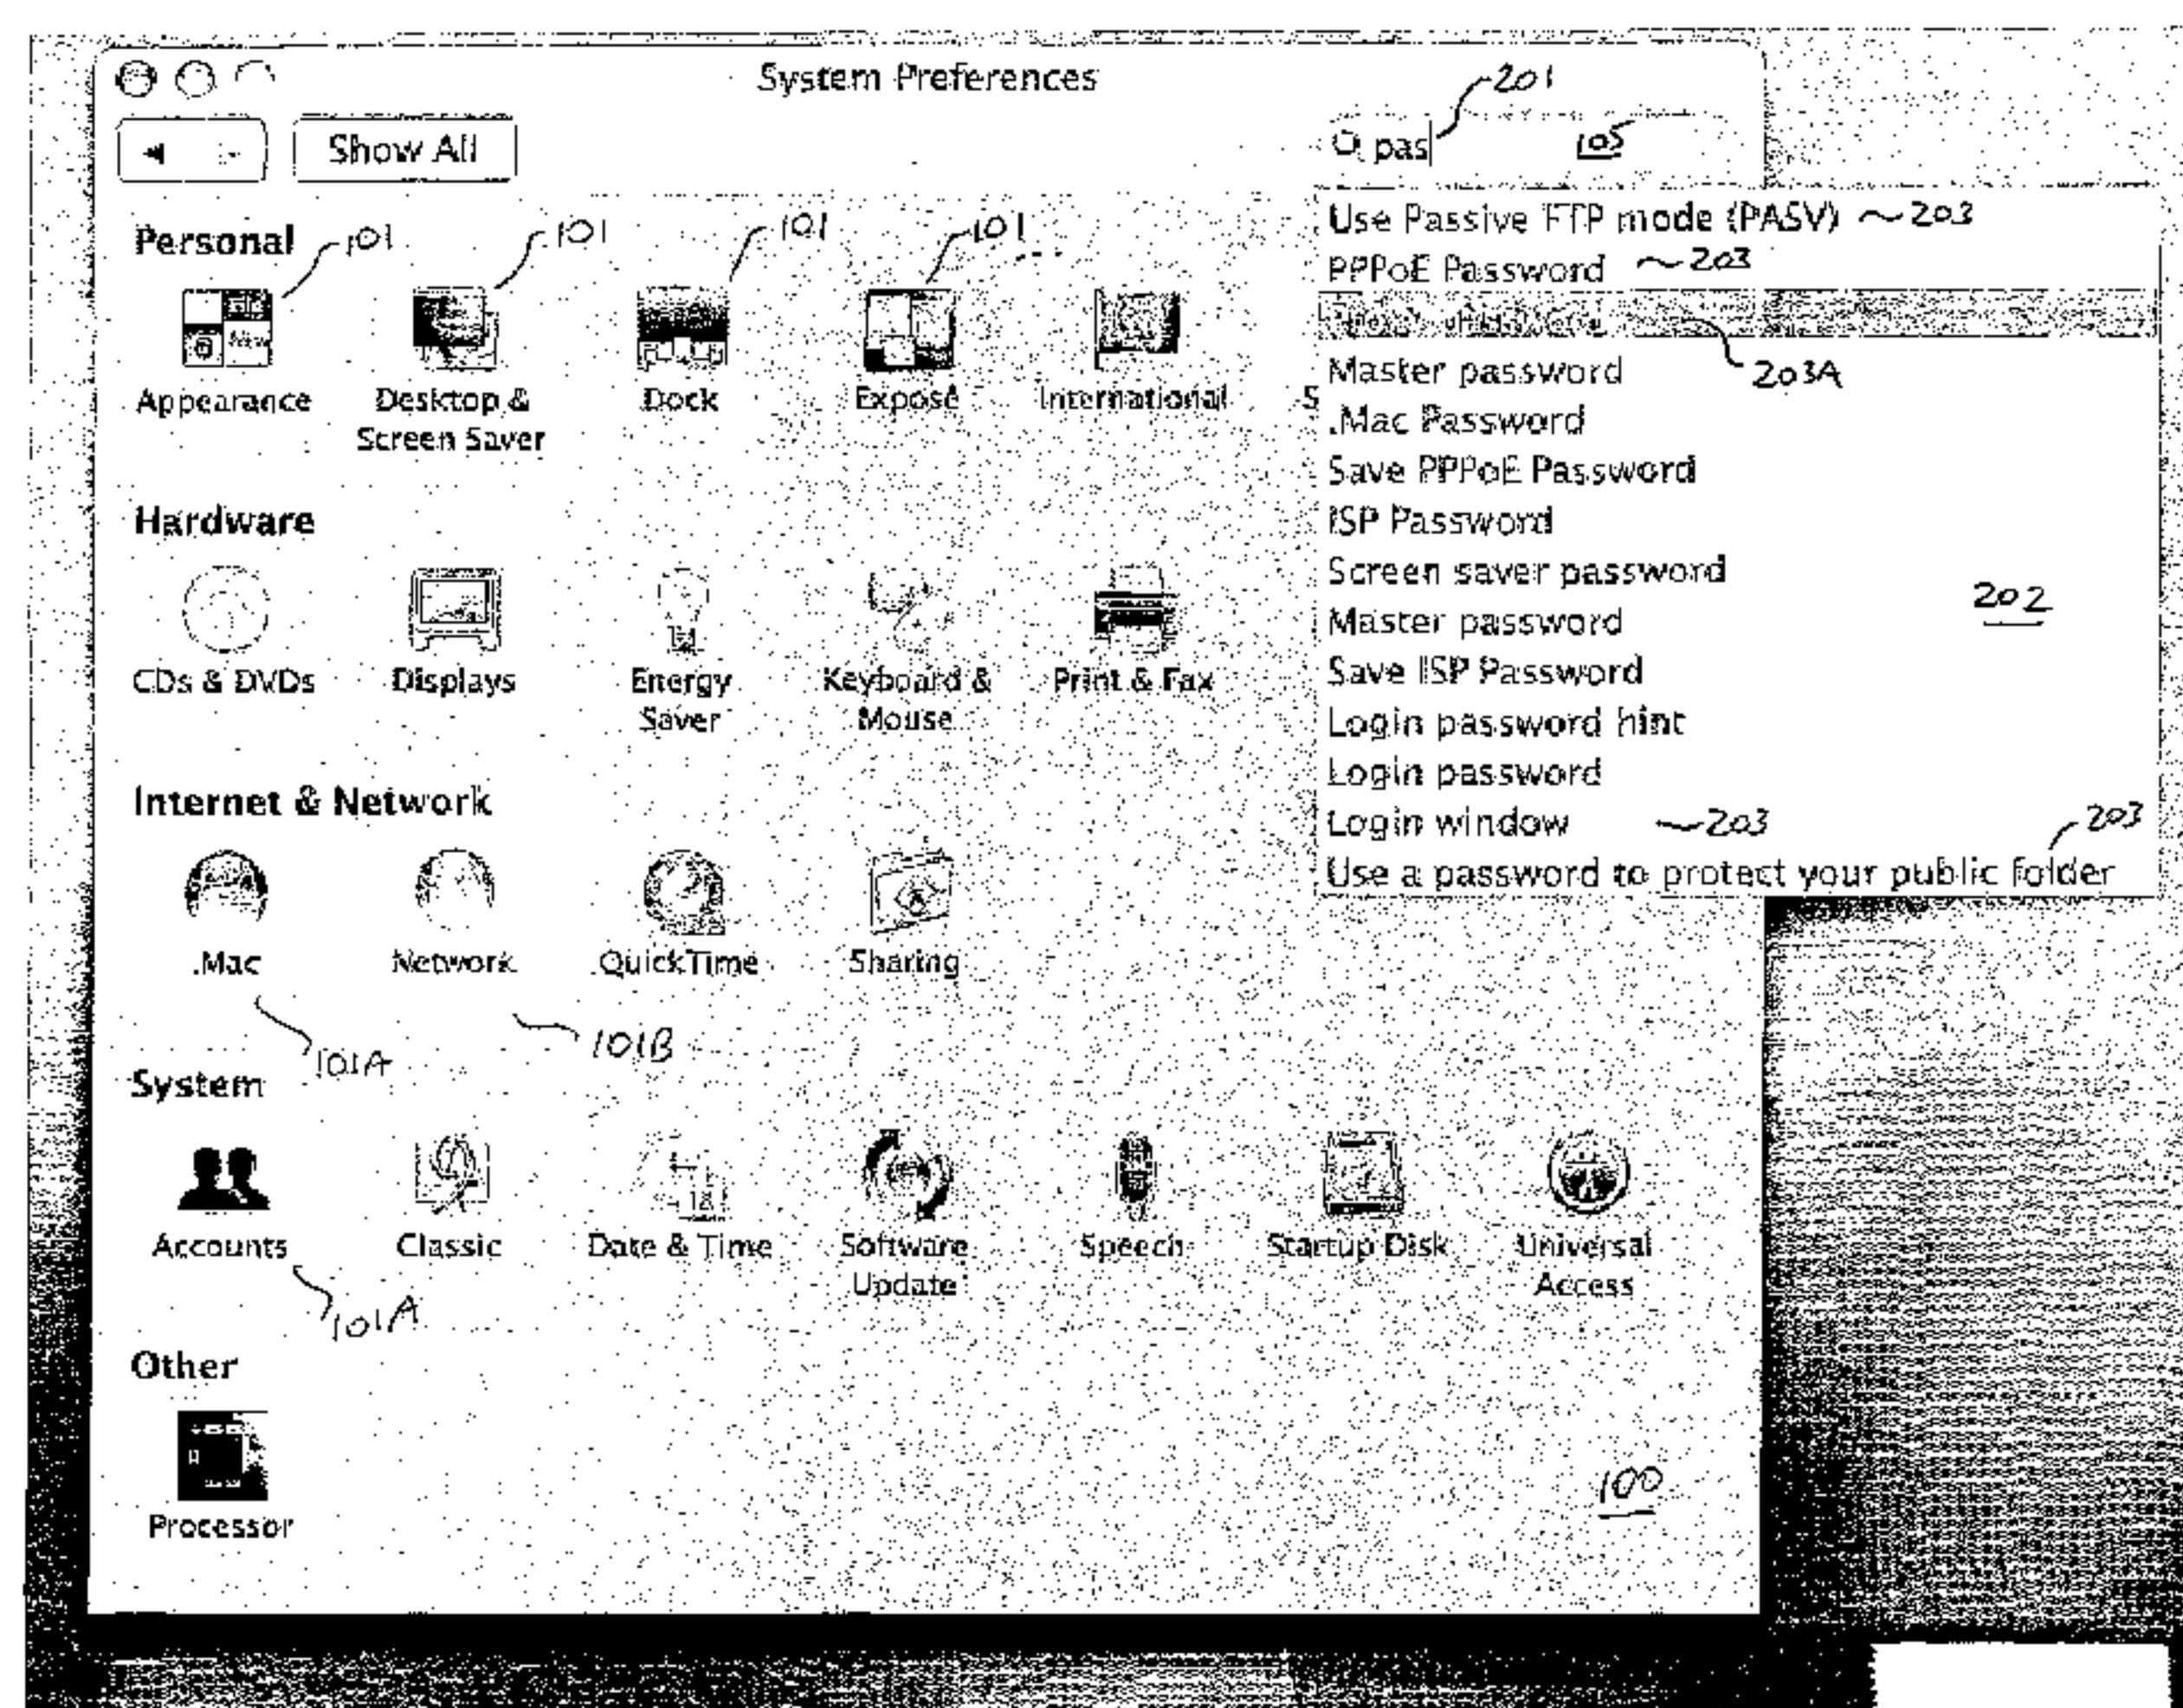 System Preferences
201
Show All
pas
105
Use Passive FTP mode (PASV)
203
PPPoE Password
203
203A
Master password
.Mac Password
Save PPPoE Password
ISP Password
Screen saver password
Master password
202
Save ISP Password
Login password hint
Login password
Login window
203
203
Use a password to protect your public folder
Personal
101
101
101
101
Appearance
Desktop &
Screen Saver
Dock
Exposé
International
S
Hardware
CDs & DVDs
Displays
Energy
Saver
Keyboard &
Mouse
Print & Fax
Internet & Network
.Mac
Network
QuickTime
Sharing
101A
101B
System
Accounts
Classic
Date & Time
Software
Update
Speech
Startup Disk
Universal
Access
101A
Other
Processor
100